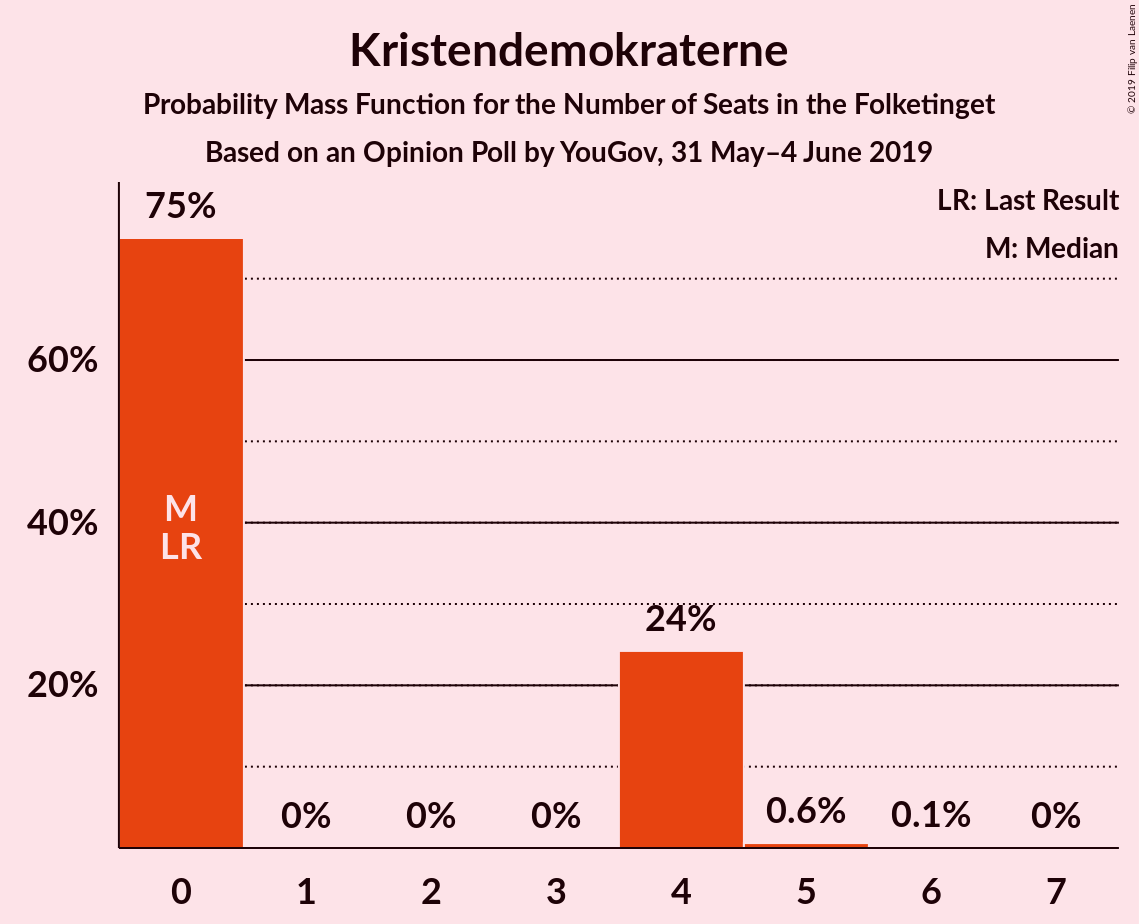 Kristendemokraterne
Probability Mass Function for the Number of Seats in the Folketinget
Based on an Opinion Poll by YouGov, 31 May–4 June 2019
© 2019 Filip van Laenen
LR: Last Result
M: Median
75%
60%
40%
20%
M
LR
0%
0%
0%
24%
0.6%
0.1%
0%
0
1
2
3
4
5
6
7